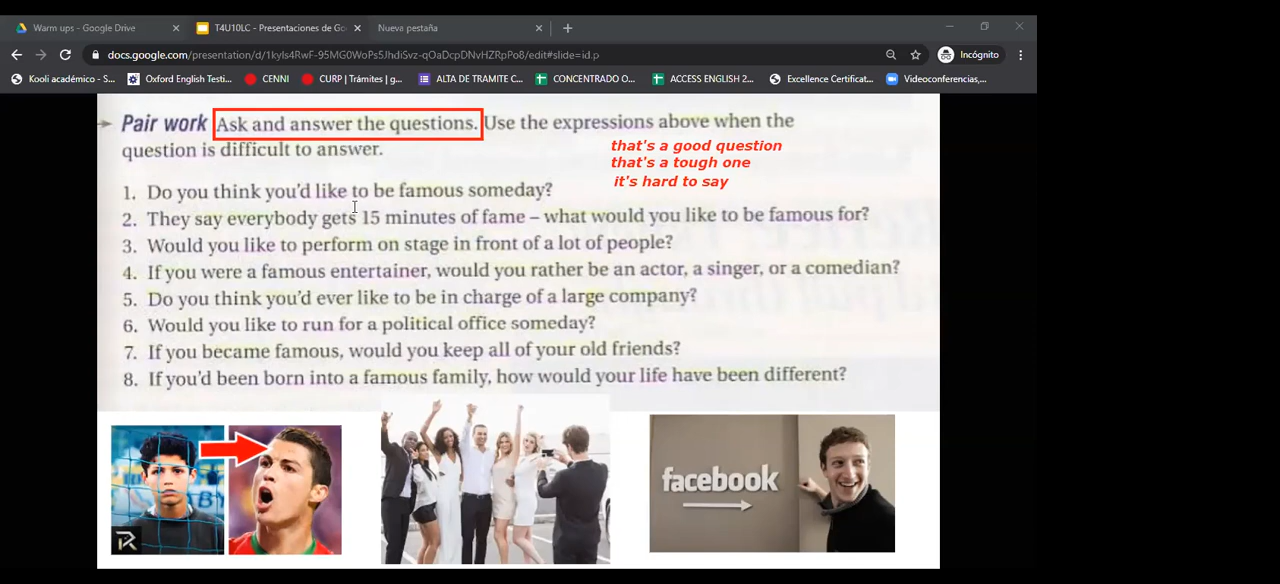 Warm ups - Google Drive
T4U10LC - Presentaciones de Go
Nueva pestaña
docs.google.com/presentation/d/1kyls4RwF-95MG0WoPs5JhdiSvz-qOaDcpDNvHZRpPo8/edit#slide=id.p
Incógnito
Kooli académico - S...
Oxford English Testi...
CENNI
CURP | Trámites | g...
ALTA DE TRAMITE C...
CONCENTRADO O...
ACCESS ENGLISH 2...
Excellence Certificat...
Videoconferencias,...
Pair work Ask and answer the questions. Use the expressions above when the
question is difficult to answer.
that's a good question
that's a tough one
it's hard to say
1. Do you think you'd like to be famous someday?
2. They say everybody gets 15 minutes of fame – what would you like to be famous for?
3. Would you like to perform on stage in front of a lot of people?
4. If you were a famous entertainer, would you rather be an actor, a singer, or a comedian?
5. Do you think you'd ever like to be in charge of a large company?
6. Would you like to run for a political office someday?
7. If you became famous, would you keep all of your old friends?
8. If you'd been born into a famous family, how would your life have been different?
facebook